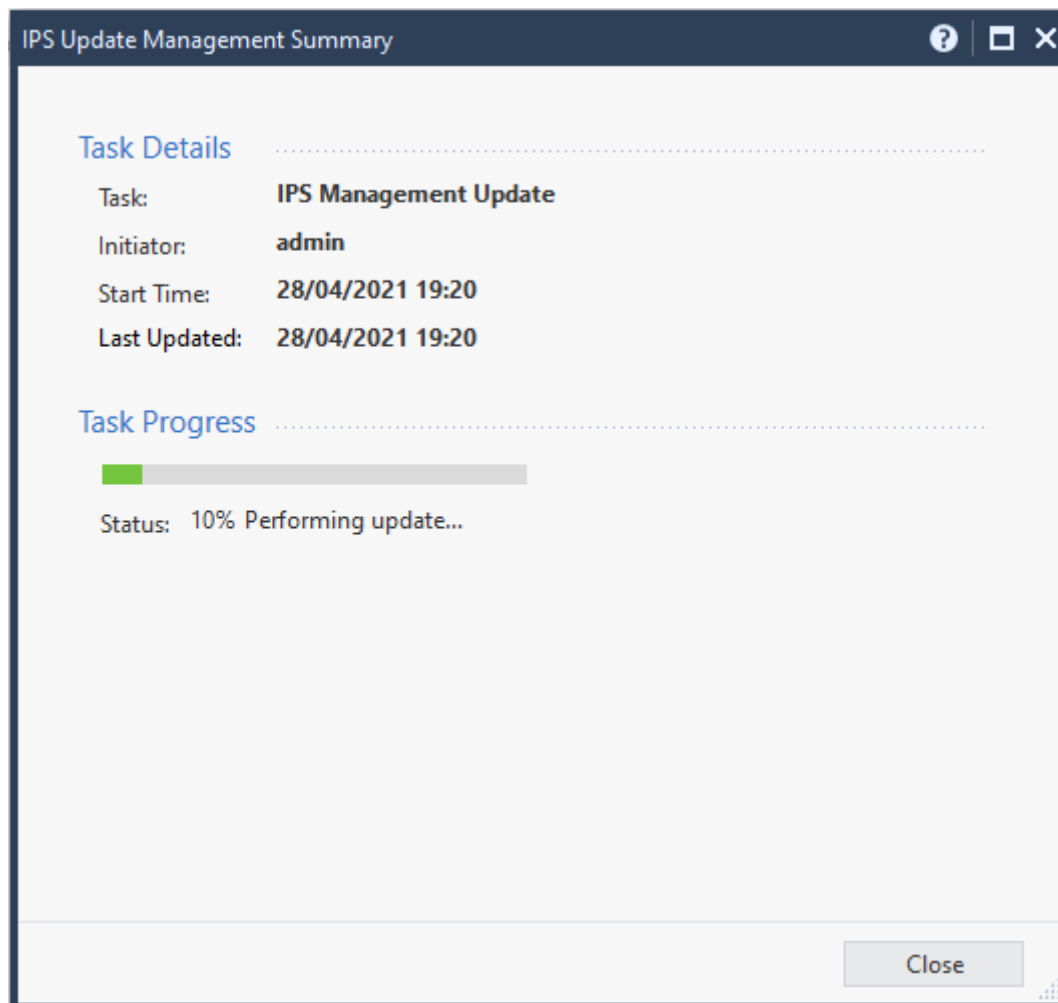 IPS Update Management Summary
Task Details
Task: IPS Management Update
Initiator: admin
Start Time: 28/04/2021 19:20
Last Updated: 28/04/2021 19:20
Task Progress
Status: 10% Performing update...
Close